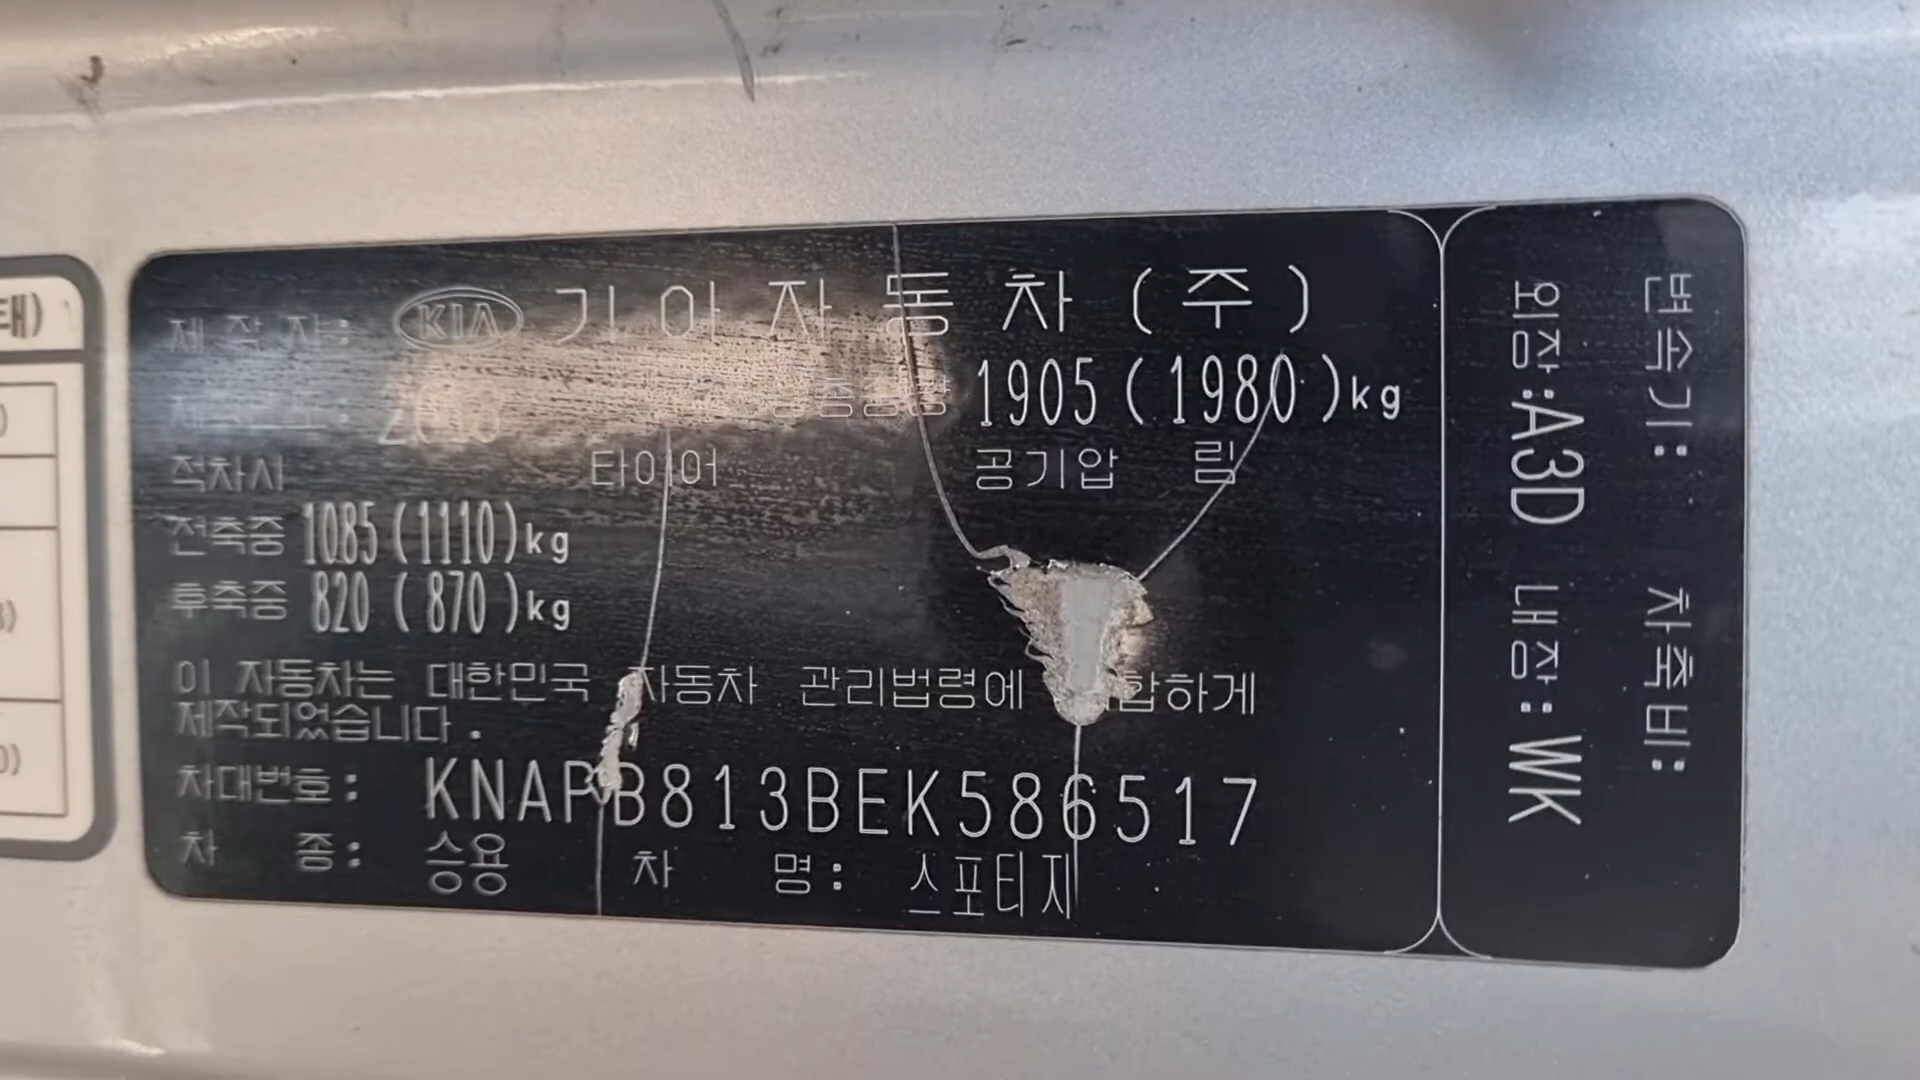 제 작 자: KIA 기 아 자 동 차 ( 주 )
1905 ( 1980 ) kg
적차시 타이어 공기압 림
전축중 1085 (1110) kg
후축중 820 ( 870 ) kg
이 자동차는 대한민국 자동차 관리법령에 하게
제작되었습니다.
차대번호: KNAPB813BEK586517
차 종: 승용 차 명: 스포티지
변속기: 차축비:
외장:A3D 내장:WK